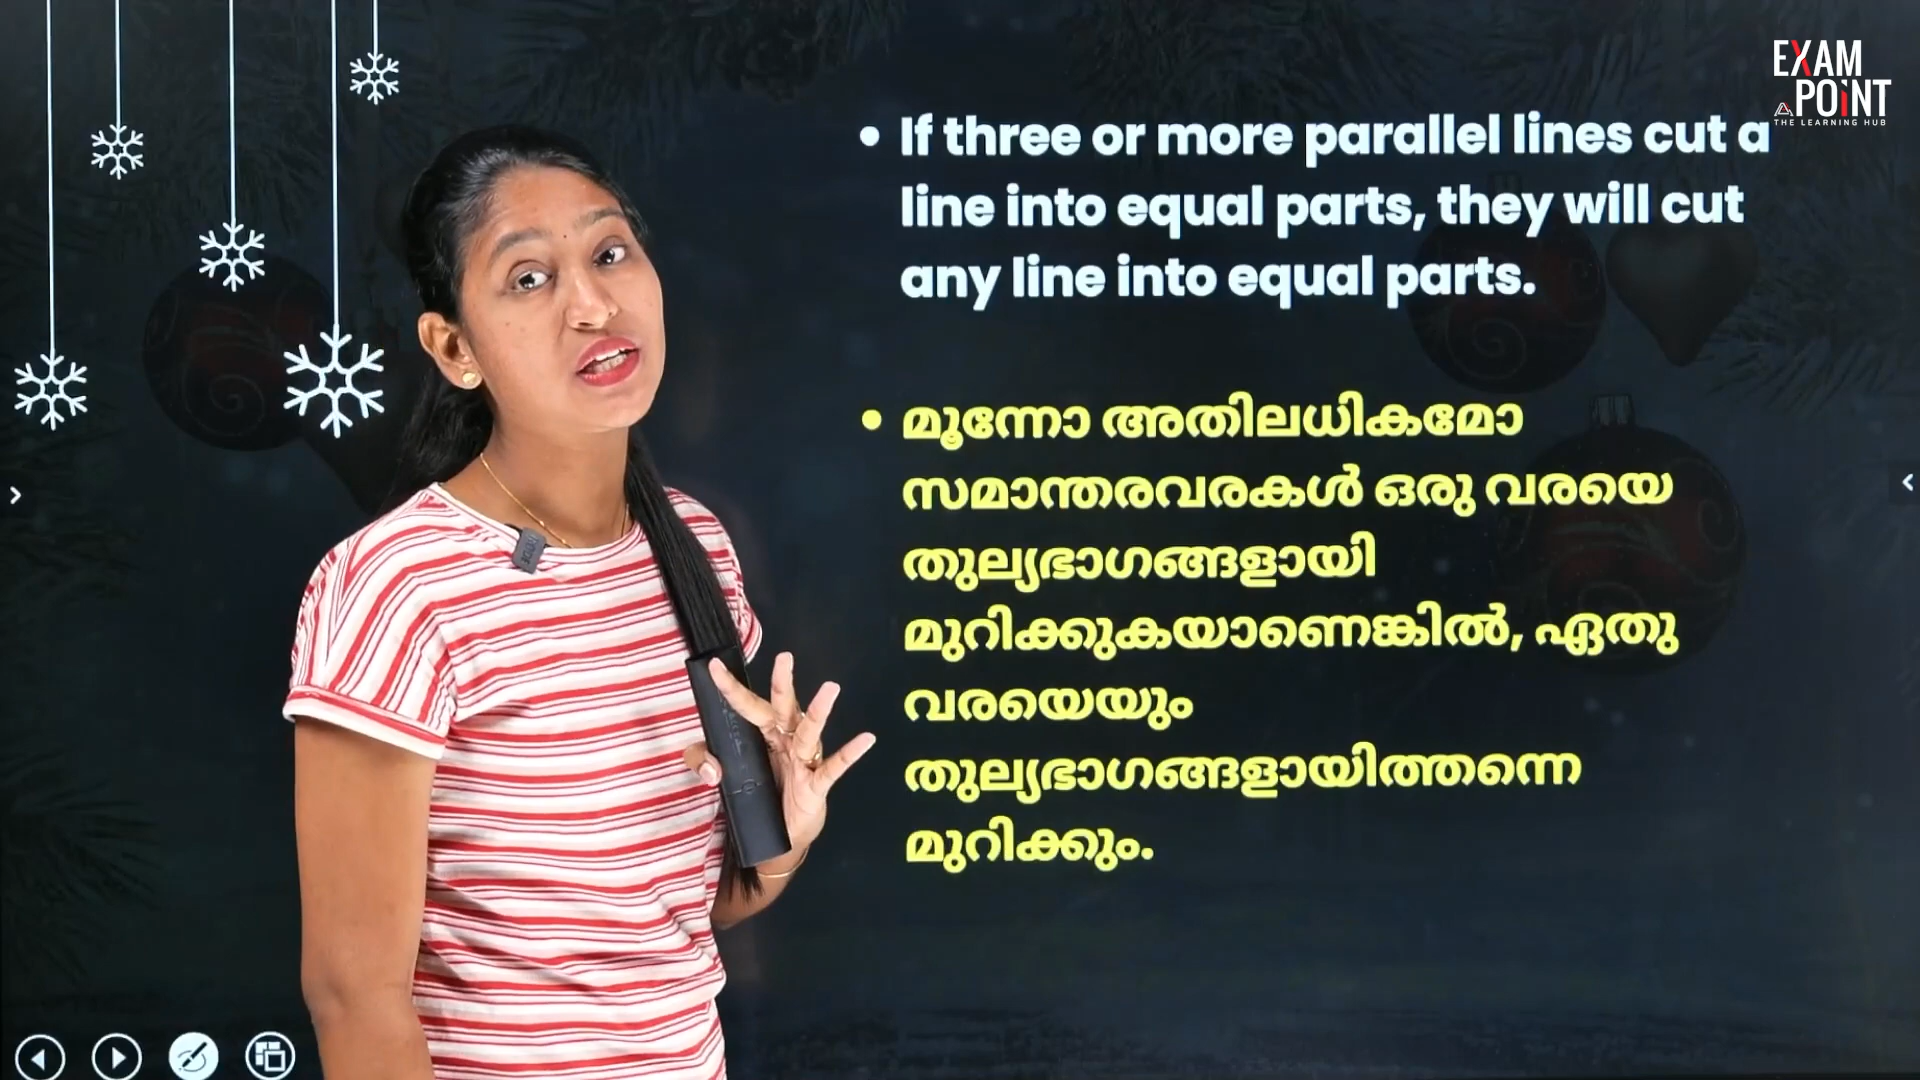 EXAM
POINT
THE LEARNING HUB
• If three or more parallel lines cut a
line into equal parts, they will cut
any line into equal parts.
• മൂന്നോ അതിലധികമോ
സമാന്തരവരകൾ ഒരു വരയെ
തുല്യഭാഗങ്ങളായി
മുറിക്കുകയാണെങ്കിൽ, ഏതു
വരയെയും
തുല്യഭാഗങ്ങളായിത്തന്നെ
മുറിക്കും.